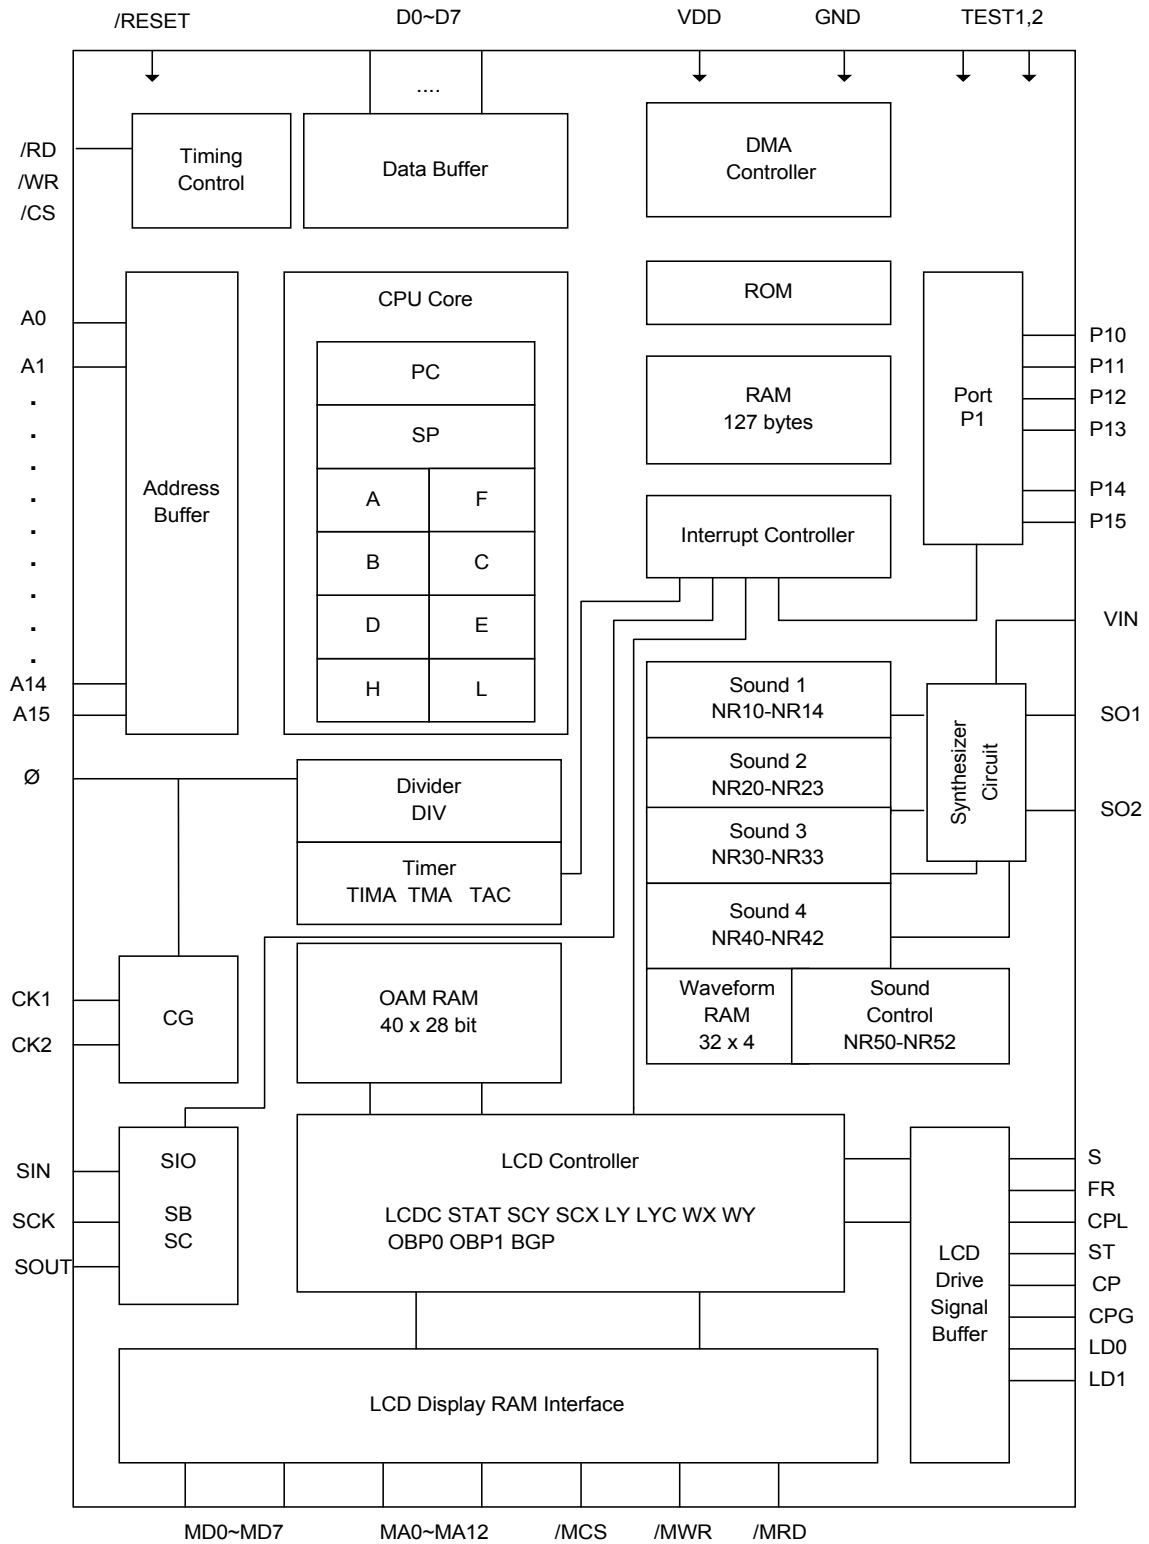 /RESET
D0~D7
VDD
GND
TEST1,2
....
/RD
/WR
/CS
Timing
Control
Data Buffer
DMA
Controller
A0
A1
.
.
.
.
.
.
.
.
.
A14
A15
Address
Buffer
CPU Core
PC
SP
A
F
B
C
D
E
H
L
ROM
RAM
127 bytes
Interrupt Controller
Port
P1
P10
P11
P12
P13
P14
P15
VIN
SO1
SO2
Sound 1
NR10-NR14
Sound 2
NR20-NR23
Sound 3
NR30-NR33
Sound 4
NR40-NR42
Waveform
RAM
32 x 4
Sound
Control
NR50-NR52
Synthesizer
Circuit
Ø
Divider
DIV
Timer
TIMA TMA TAC
CK1
CK2
CG
OAM RAM
40 x 28 bit
SIN
SCK
SOUT
SIO
SB
SC
LCD Controller
LCDC STAT SCY SCX LY LYC WX WY
OBP0 OBP1 BGP
LCD
Drive
Signal
Buffer
S
FR
CPL
ST
CP
CPG
LD0
LD1
LCD Display RAM Interface
MD0~MD7
MA0~MA12
/MCS
/MWR
/MRD